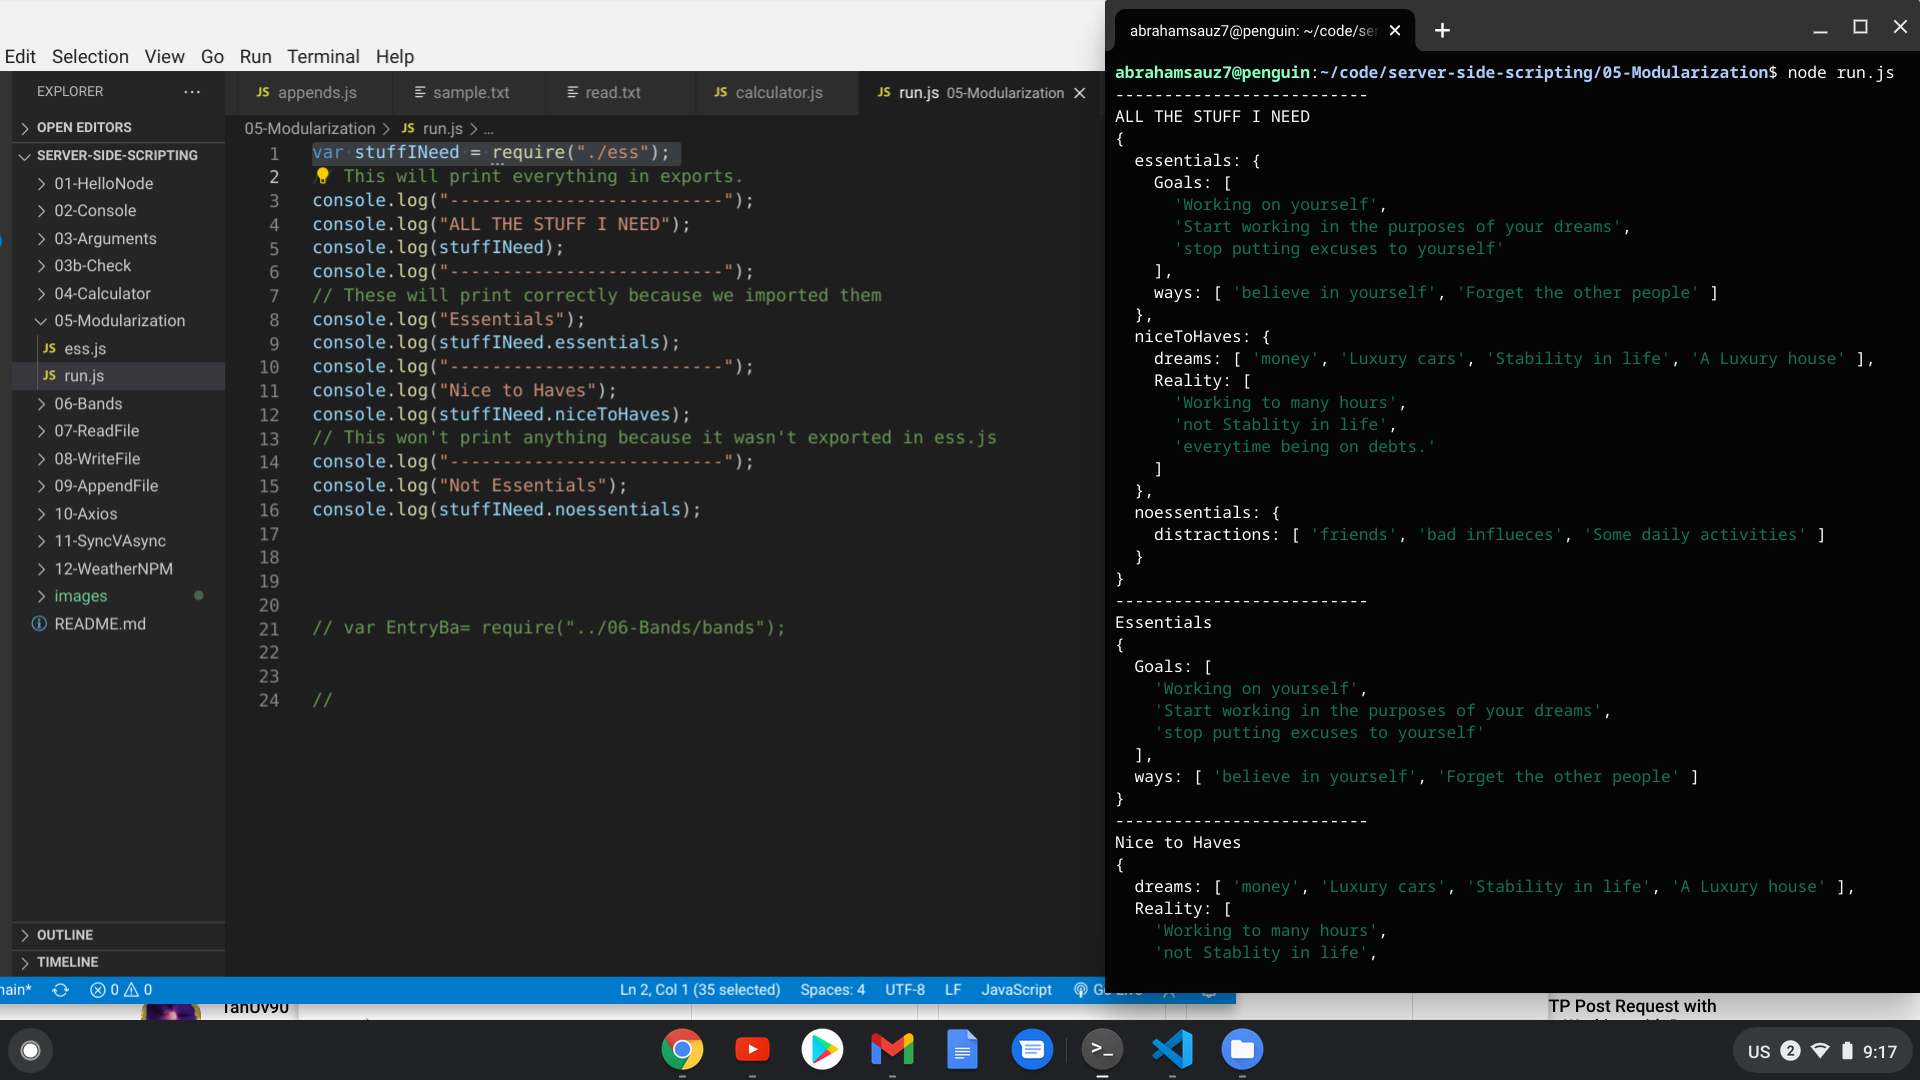 Edit Selection View Go Run Terminal Help
EXPLORER ...
OPEN EDITORS
SERVER-SIDE-SCRIPTING
01-HelloNode
02-Console
03-Arguments
03b-Check
04-Calculator
05-Modularization
JS ess.js
JS run.js
06-Bands
07-ReadFile
08-WriteFile
09-AppendFile
10-Axios
11-SyncVAsync
12-WeatherNPM
images
README.md
OUTLINE
TIMELINE
JS appends.js
sample.txt
read.txt
JS calculator.js
JS run.js 05-Modularization
05-Modularization > JS run.js > ...
1 var stuffINeed = require("./ess");
2 This will print everything in exports.
3 console.log("--------------------------");
4 console.log("ALL THE STUFF I NEED");
5 console.log(stuffINeed);
6 console.log("--------------------------");
7 // These will print correctly because we imported them
8 console.log("Essentials");
9 console.log(stuffINeed.essentials);
10 console.log("--------------------------");
11 console.log("Nice to Haves");
12 console.log(stuffINeed.niceToHaves);
13 // This won't print anything because it wasn't exported in ess.js
14 console.log("--------------------------");
15 console.log("Not Essentials");
16 console.log(stuffINeed.noessentials);
17
18
19
20
21 // var EntryBa= require("../06-Bands/bands");
22
23
24 //
nain* 0 0 Ln 2, Col 1 (35 selected) Spaces: 4 UTF-8 LF JavaScript
abrahamsauz7@penguin: ~/code/ser
abrahamsauz7@penguin:~/code/server-side-scripting/05-Modularization$ node run.js
--------------------------
ALL THE STUFF I NEED
{
essentials: {
Goals: [
'Working on yourself',
'Start working in the purposes of your dreams',
'stop putting excuses to yourself'
],
ways: [ 'believe in yourself', 'Forget the other people' ]
},
niceToHaves: {
dreams: [ 'money', 'Luxury cars', 'Stability in life', 'A Luxury house' ],
Reality: [
'Working to many hours',
'not Stablity in life',
'everytime being on debts.'
]
},
noessentials: {
distractions: [ 'friends', 'bad influeces', 'Some daily activities' ]
}
}
--------------------------
Essentials
{
Goals: [
'Working on yourself',
'Start working in the purposes of your dreams',
'stop putting excuses to yourself'
],
ways: [ 'believe in yourself', 'Forget the other people' ]
}
--------------------------
Nice to Haves
{
dreams: [ 'money', 'Luxury cars', 'Stability in life', 'A Luxury house' ],
Reality: [
'Working to many hours',
'not Stablity in life',
TanUv90
TP Post Request with
US 2 9:17